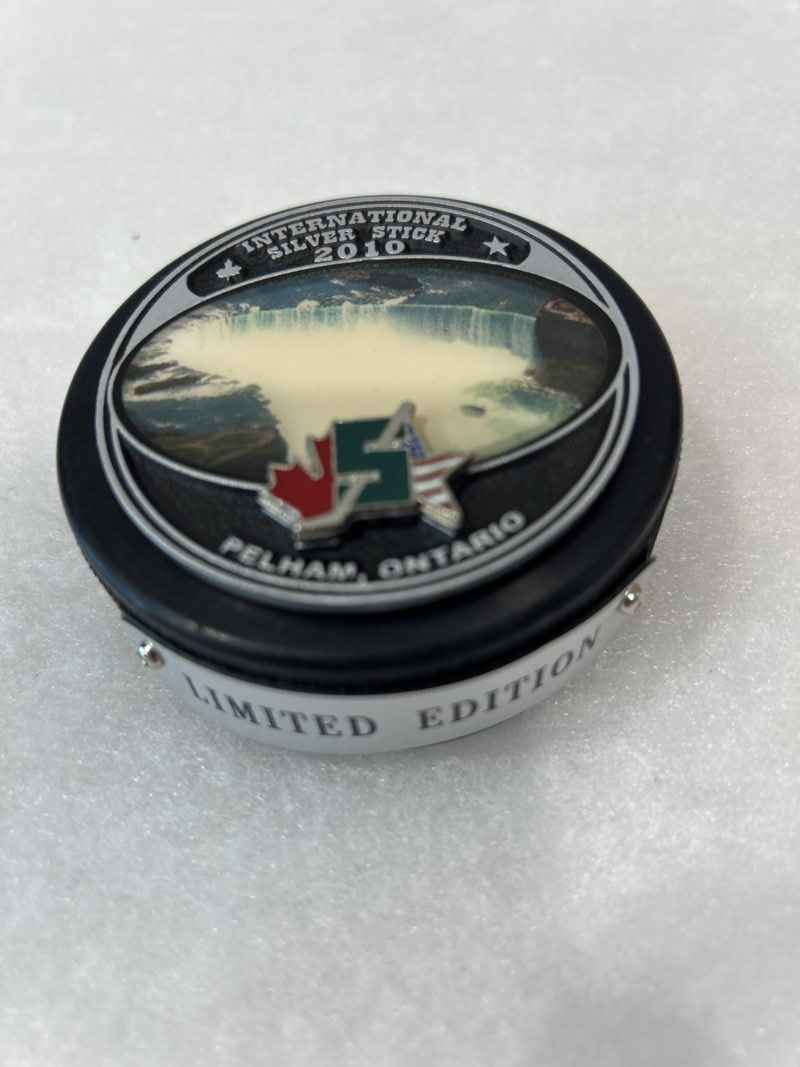 INTERNATIONAL
SILVER STICK
2010
S
PELHAM, ONTARIO
LIMITED EDITION